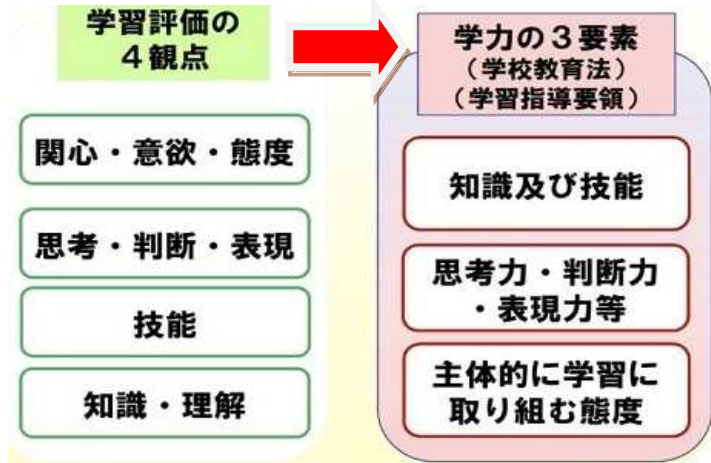 学習評価の
４観点
関心・意欲・態度
思考・判断・表現
技能
知識・理解
学力の３要素
（学校教育法）
（学習指導要領）
知識及び技能
思考力・判断力
・表現力等
主体的に学習に
取り組む態度